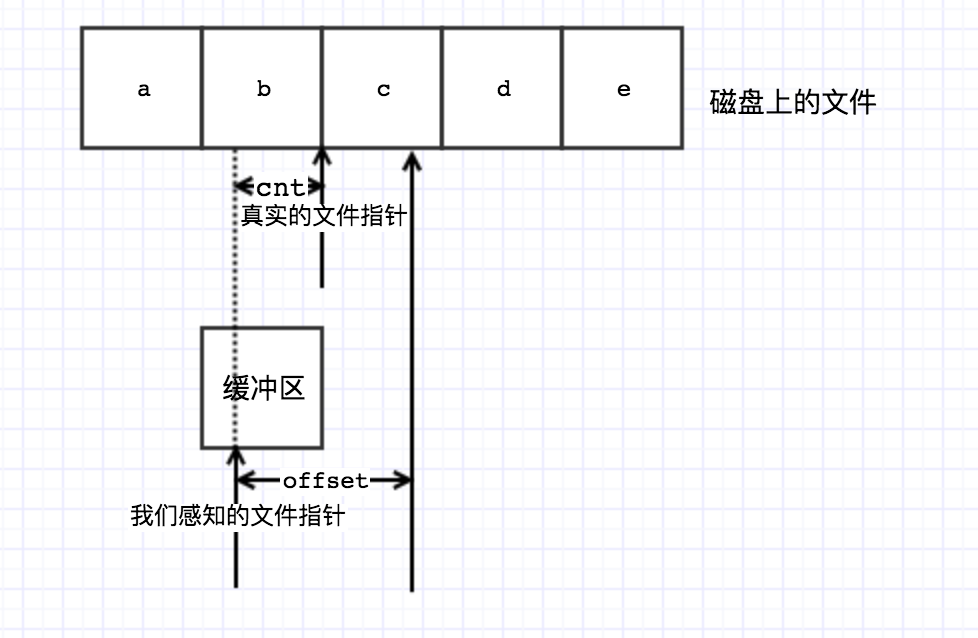 a b c d e
磁盘上的文件
cnt
真实的文件指针
缓冲区
offset
我们感知的文件指针